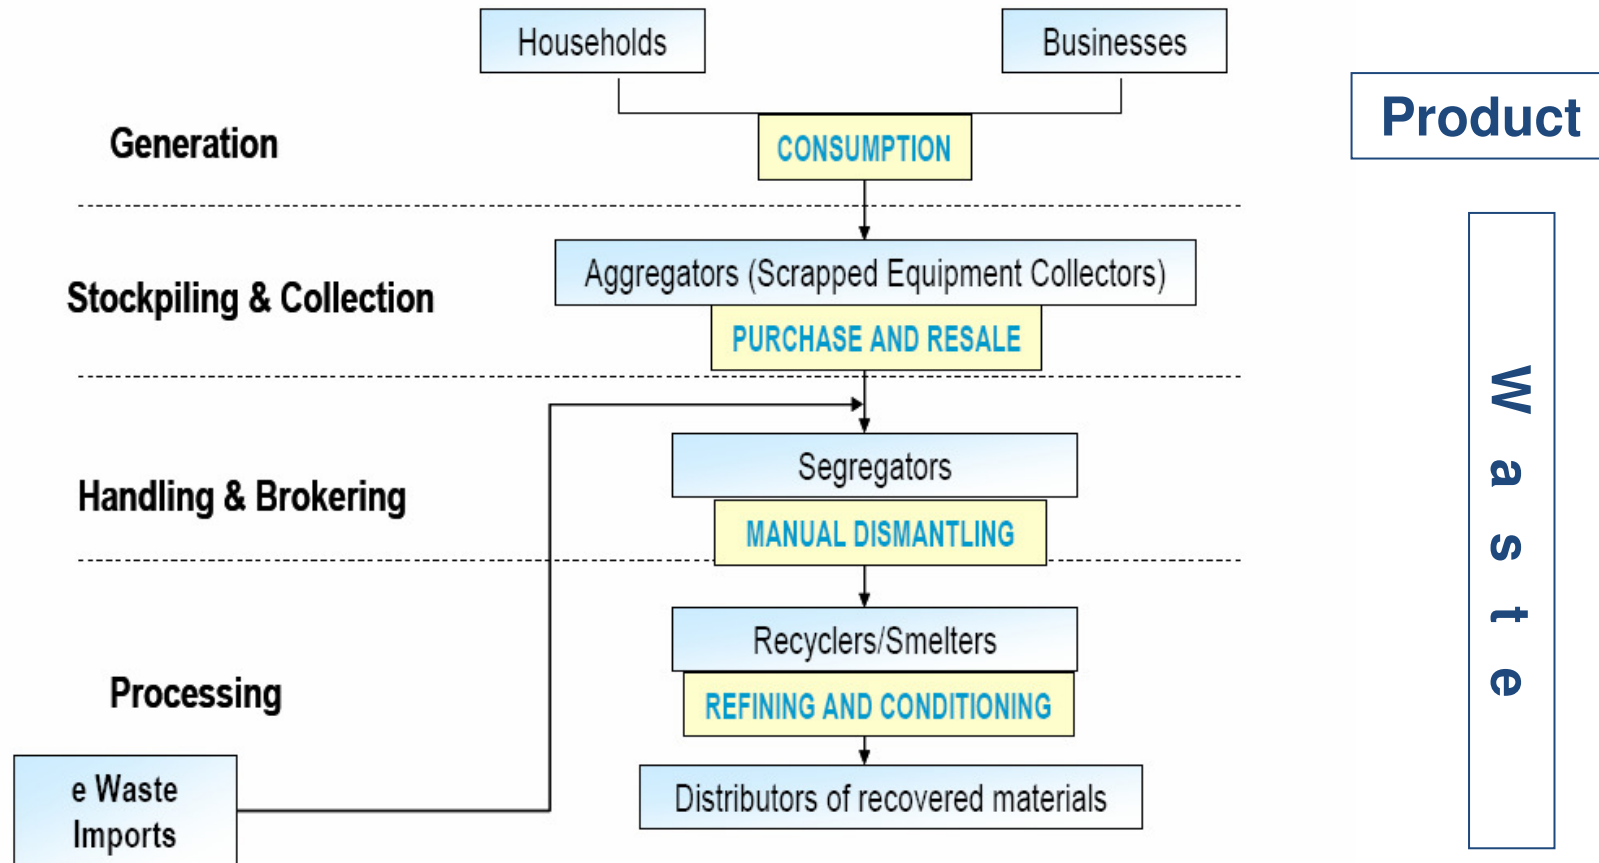 Households
Businesses
Product
Generation
CONSUMPTION
Aggregators (Scrapped Equipment Collectors)
Stockpiling & Collection
PURCHASE AND RESALE
Segregators
Handling & Brokering
MANUAL DISMANTLING
Recyclers/Smelters
Processing
REFINING AND CONDITIONING
e Waste
Imports
Distributors of recovered materials
Waste